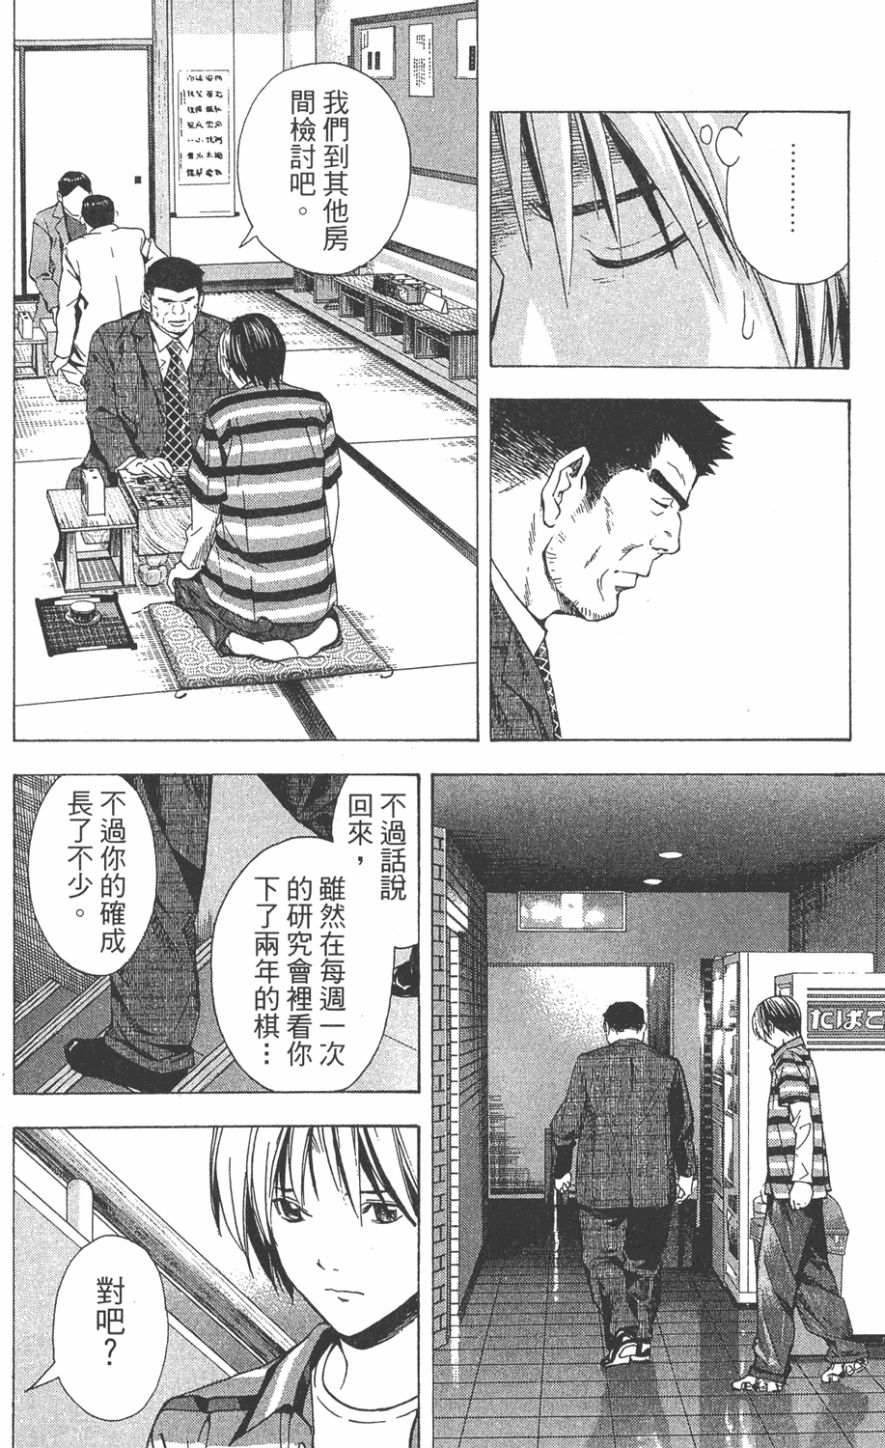 ⋯⋯⋯⋯
我們到其他房
間檢討吧。
たばこ
不過話說
回來，
雖然在每週一次
的研究會裡看你
下了兩年的棋⋯
不過你的確成
長了不少。
對吧？